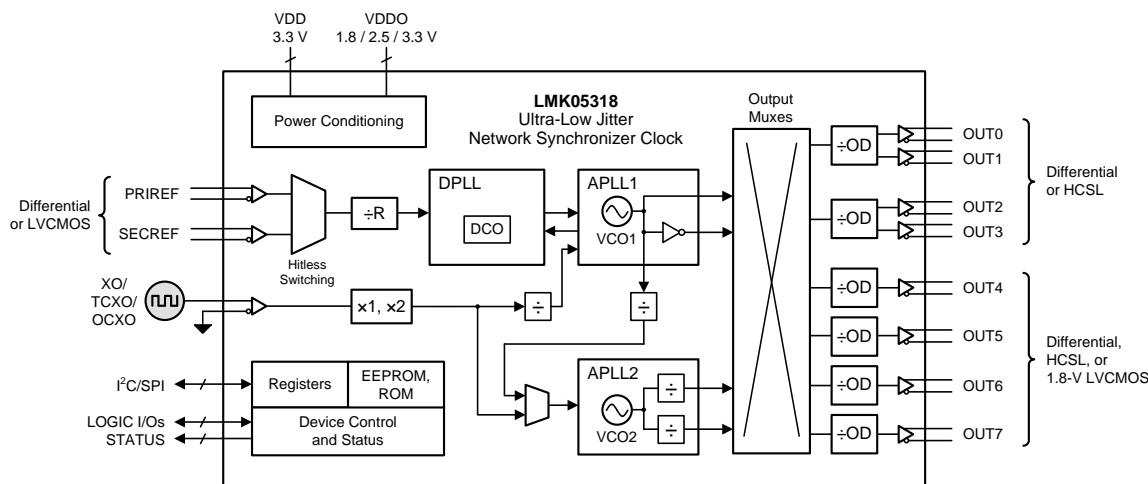 VDD
3.3 V
VDDO
1.8 / 2.5 / 3.3 V
Power Conditioning
LMK05318
Ultra-Low Jitter
Network Synchronizer Clock
Output
Muxes
Differential
or LVCMOS
PRIREF
SECREF
Hitless
Switching
÷R
DPLL
DCO
APLL1
VCO1
XO/
TCXO/
OCXO
×1, ×2
÷
÷
APLL2
VCO2
÷
÷
I²C/SPI
LOGIC I/Os
STATUS
Registers
EEPROM,
ROM
Device Control
and Status
÷OD
÷OD
÷OD
÷OD
÷OD
÷OD
OUT0
OUT1
OUT2
OUT3
OUT4
OUT5
OUT6
OUT7
Differential
or HCSL
Differential,
HCSL, or
1.8-V LVCMOS